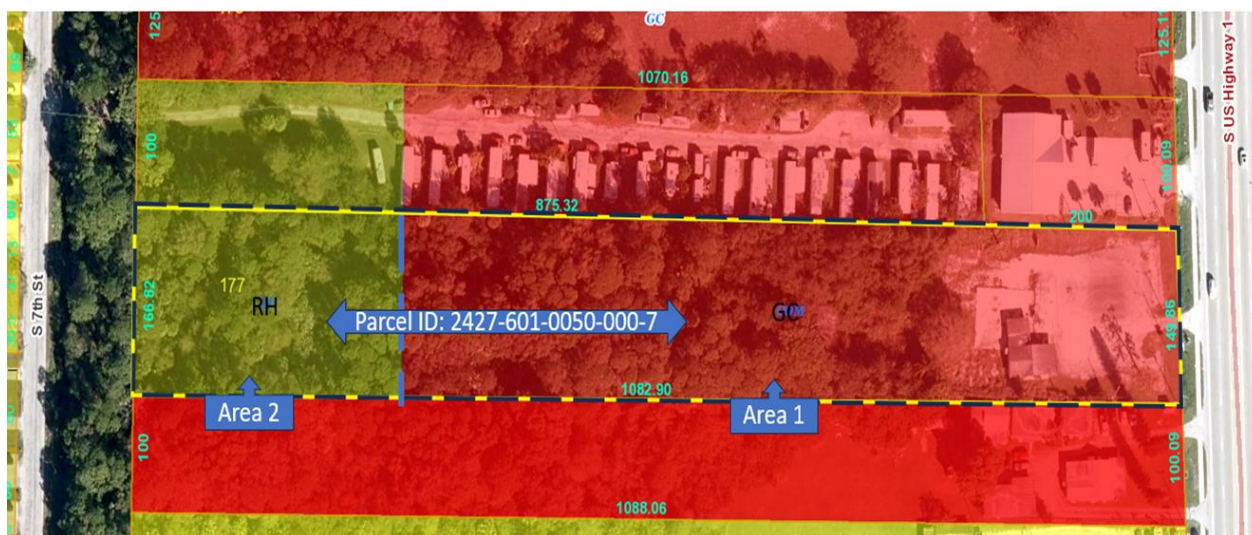 GC
125.11
1070.16
S US Highway 1
100
100.09
875.32
200
177
RH
166.82
Parcel ID: 2427-601-0050-000-7
GC
149.86
S 7th St
1082.90
Area 2
Area 1
100
100.09
1088.06